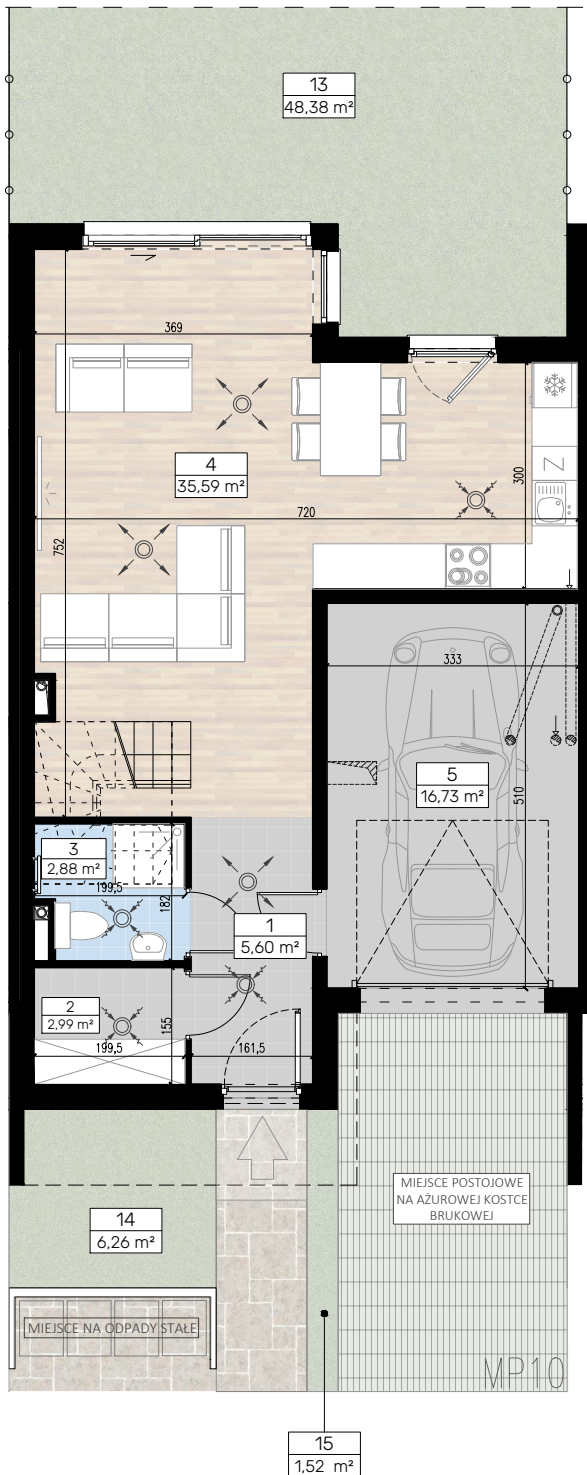 13
48,38 m²
369
4
35,59 m²
300
Z
720
752
333
5
16,73 m²
510
3
2,88 m²
199,5
182
1
5,60 m²
2
2,99 m²
155
199,5
161,5
MIEJSCE POSTOJOWE
NA AŻUROWEJ KOSTCE
BRUKOWEJ
14
6,26 m²
MIEJSCE NA ODPADY STAŁE
MP10
15
1,52 m²